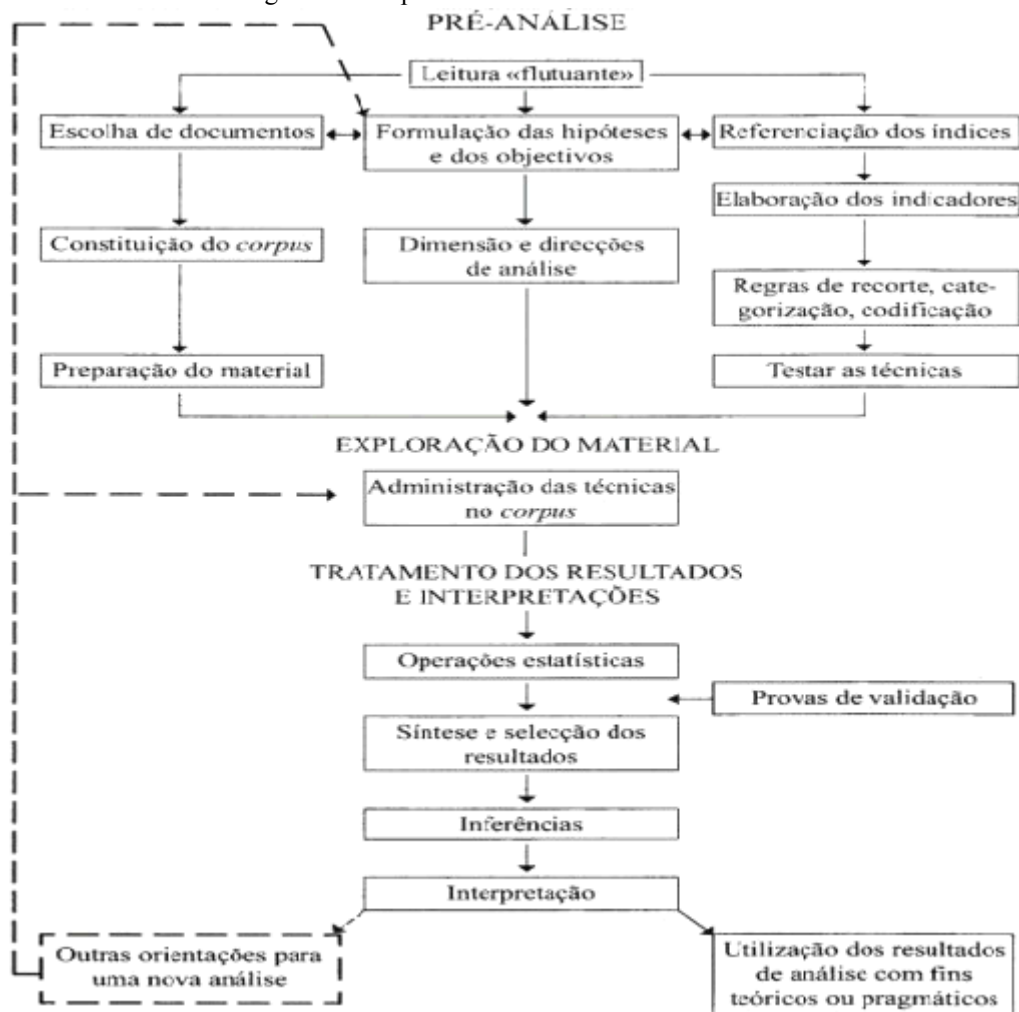 PRÉ-ANÁLISE
Leitura «flutuante»
Escolha de documentos
Formulação das hipóteses
e dos objectivos
Referenciação dos índices
Elaboração dos indicadores
Constituição do corpus
Dimensão e direcções
de análise
Regras de recorte, cate-
gorização, codificação
Preparação do material
Testar as técnicas
EXPLORAÇÃO DO MATERIAL
Administração das técnicas
no corpus
TRATAMENTO DOS RESULTADOS
E INTERPRETAÇÕES
Operações estatísticas
Provas de validação
Síntese e selecção dos
resultados
Inferências
Interpretação
Outras orientações para
uma nova análise
Utilização dos resultados
de análise com fins
teóricos ou pragmáticos